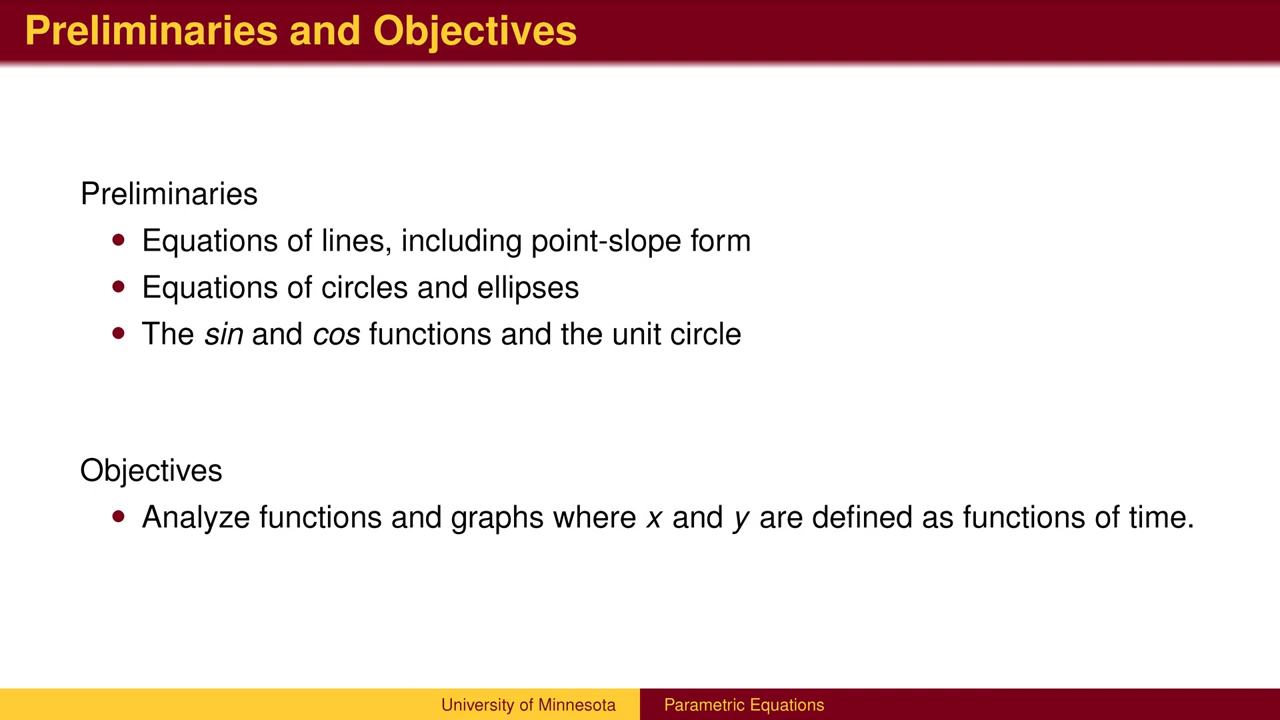 Preliminaries and Objectives
Preliminaries
• Equations of lines, including point-slope form
• Equations of circles and ellipses
• The sin and cos functions and the unit circle
Objectives
• Analyze functions and graphs where x and y are defined as functions of time.
University of Minnesota
Parametric Equations